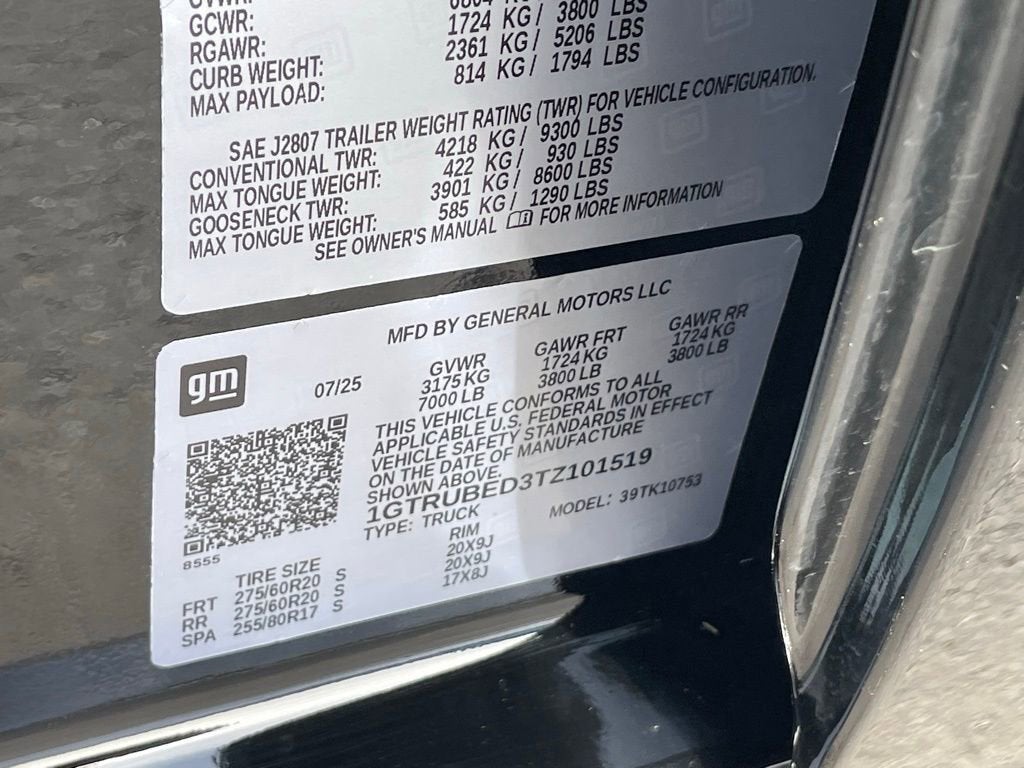 GCWR:
RGAWR: 1724 KG/ 3800 LBS
CURB WEIGHT: 2361 KG/ 5206 LBS
MAX PAYLOAD: 814 KG/ 1794 LBS
SAE J2807 TRAILER WEIGHT RATING (TWR) FOR VEHICLE CONFIGURATION.
CONVENTIONAL TWR: 4218 KG/ 9300 LBS
MAX TONGUE WEIGHT: 422 KG/ 930 LBS
GOOSENECK TWR: 3901 KG/ 8600 LBS
MAX TONGUE WEIGHT: 585 KG/ 1290 LBS
SEE OWNER'S MANUAL FOR MORE INFORMATION
MFD BY GENERAL MOTORS LLC
gm
07/25
GVWR GAWR FRT GAWR RR
3175 KG 1724 KG 1724 KG
7000 LB 3800 LB 3800 LB
THIS VEHICLE CONFORMS TO ALL
APPLICABLE U.S. FEDERAL MOTOR
VEHICLE SAFETY STANDARDS IN EFFECT
ON THE DATE OF MANUFACTURE
SHOWN ABOVE.
1GTRUBED3TZ101519
TYPE: TRUCK MODEL: 39TK10753
8555
TIRE SIZE RIM
FRT 275/60R20 S 20X9J
RR 275/60R20 S 20X9J
SPA 255/80R17 S 17X8J